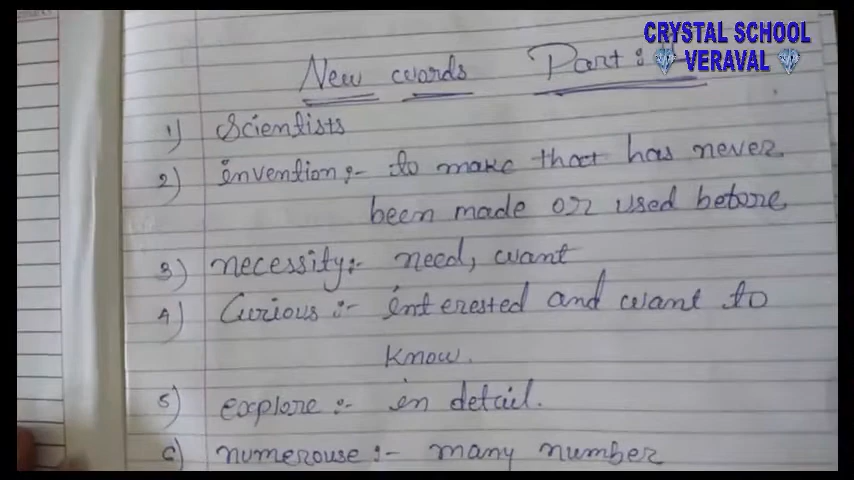 CRYSTAL SCHOOL
VERAVAL
New words Part :
1) Scientists
2) invention :- to make that has never
been made or used before
3) necessity :- need, want
4) Curious :- interested and want to
know.
5) explore :- in detail.
6) numerouse :- many number